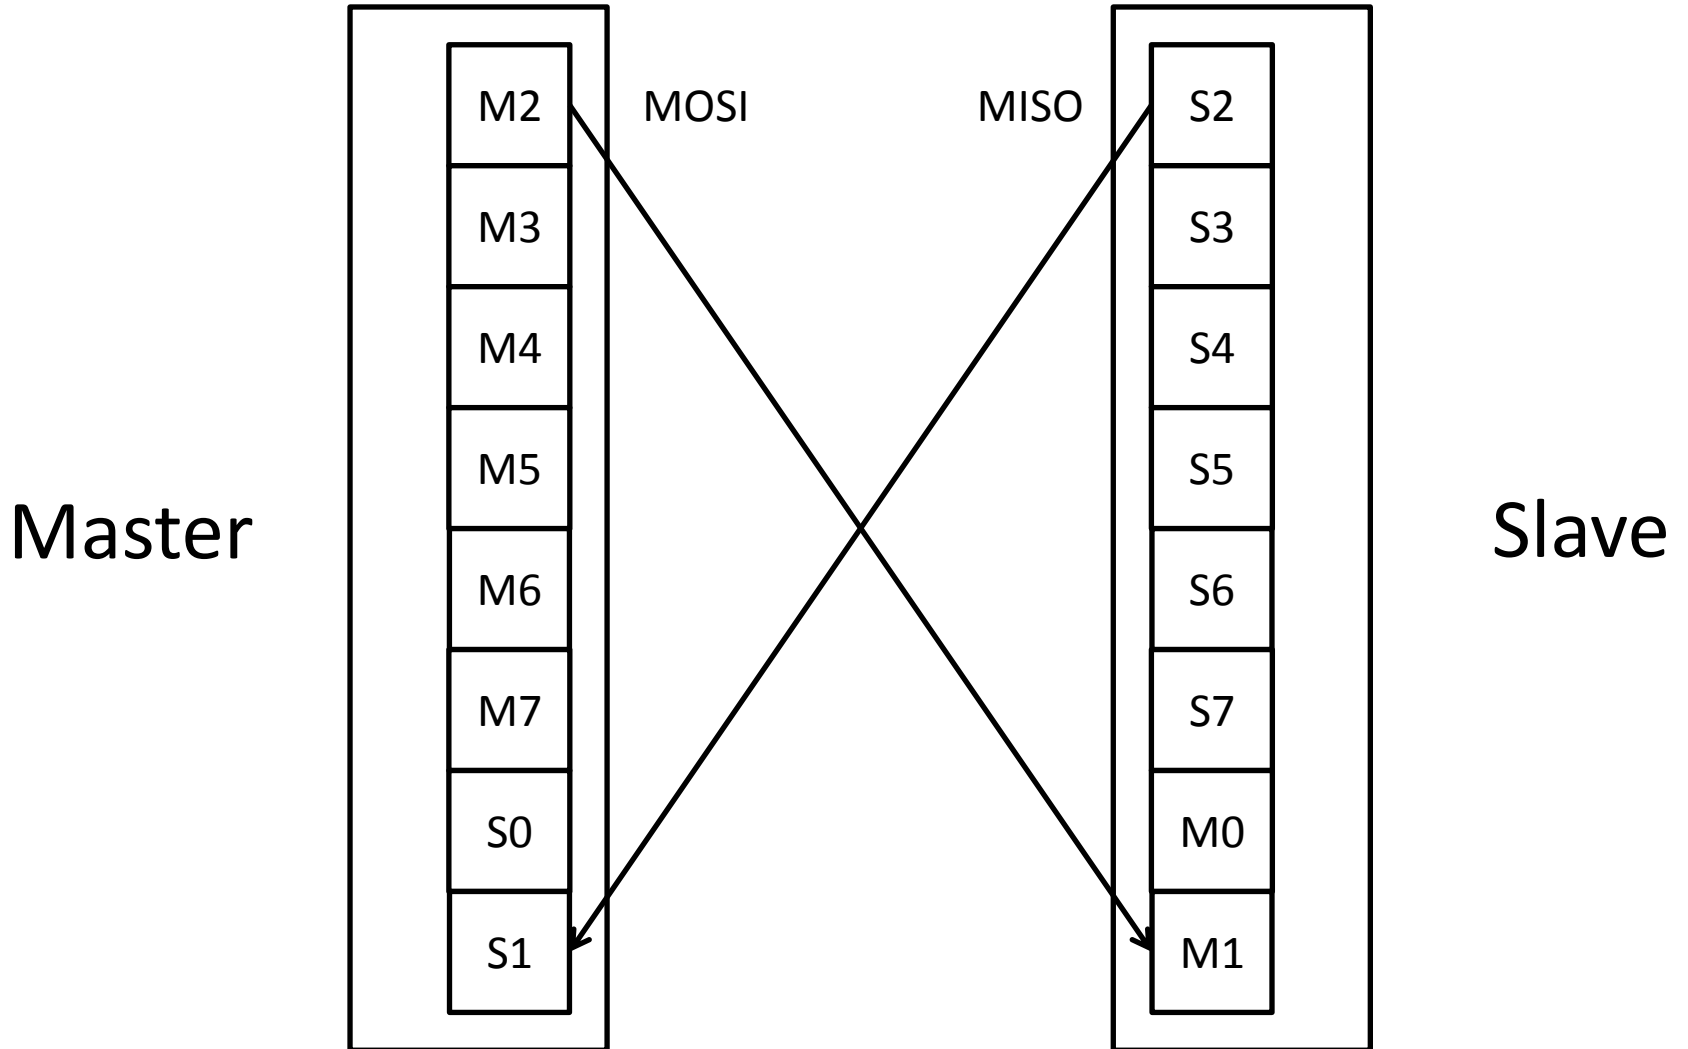 M2 MOSI MISO S2
M3 S3
M4 S4
M5 S5
Master Slave
M6 S6
M7 S7
S0 M0
S1 M1